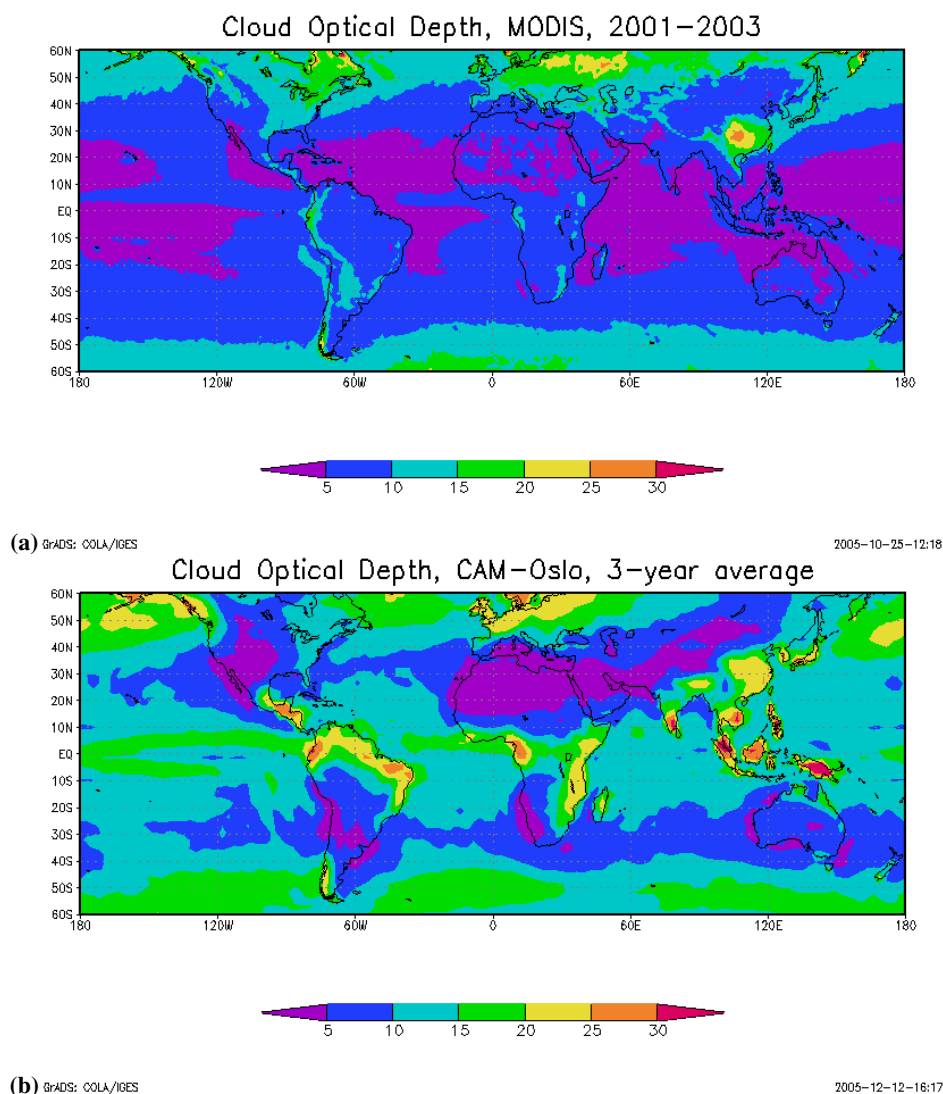 Cloud Optical Depth, MODIS, 2001–2003
60N
50N
40N
30N
20N
10N
EQ
10S
20S
30S
40S
50S
60S
180 120W 60W 0 60E 120E 180
5 10 15 20 25 30
(a) GrADS: COLA/IGES 2005–10–25–12:18
Cloud Optical Depth, CAM–Oslo, 3–year average
60N
50N
40N
30N
20N
10N
EQ
10S
20S
30S
40S
50S
60S
180 120W 60W 0 60E 120E 180
5 10 15 20 25 30
(b) GrADS: COLA/IGES 2005–12–12–16:17